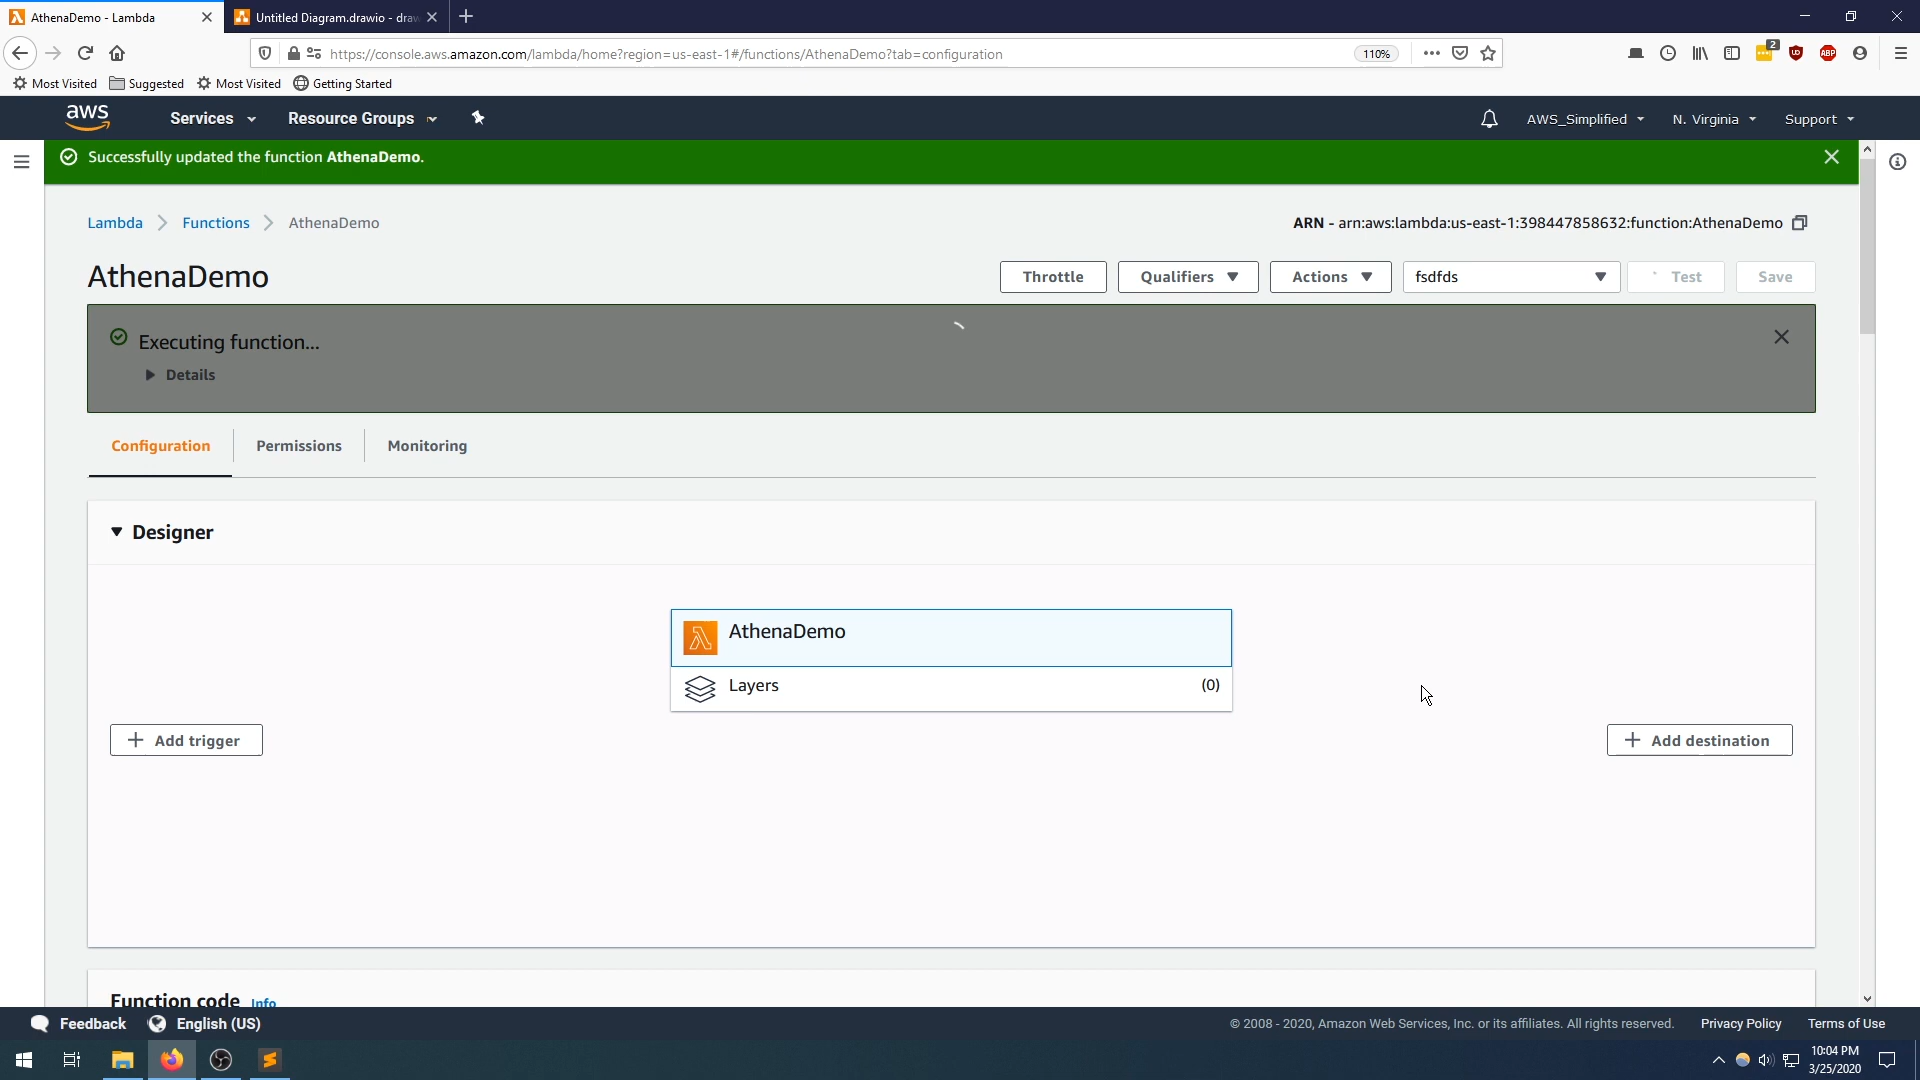 AthenaDemo - Lambda
Untitled Diagram.drawio - draw
https://console.aws.amazon.com/lambda/home?region=us-east-1#/functions/AthenaDemo?tab=configuration
110%
2
Most Visited
Suggested
Most Visited
Getting Started
aws
Services
Resource Groups
AWS_Simplified
N. Virginia
Support
Successfully updated the function AthenaDemo.
Lambda
Functions
AthenaDemo
ARN - arn:aws:lambda:us-east-1:398447858632:function:AthenaDemo
AthenaDemo
Throttle
Qualifiers
Actions
fsdfds
Test
Save
Executing function...
Details
Configuration
Permissions
Monitoring
Designer
AthenaDemo
Layers
(0)
+ Add trigger
+ Add destination
Function code Info
Feedback
English (US)
© 2008 - 2020, Amazon Web Services, Inc. or its affiliates. All rights reserved.
Privacy Policy
Terms of Use
10:04 PM
3/25/2020